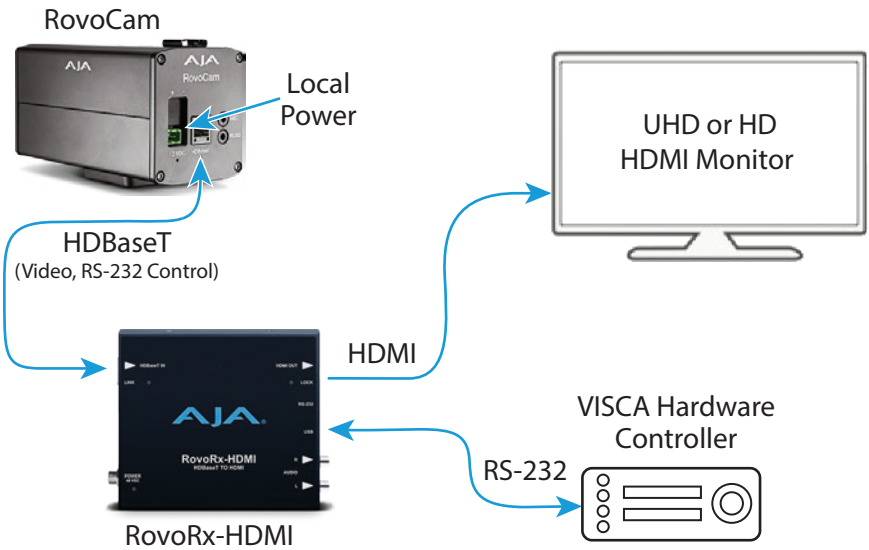 RovoCam
AJA
AJA
RovoCam
Local
Power
UHD or HD
HDMI Monitor
HDBaseT
(Video, RS-232 Control)
HDMI
HDBaseT IN
HDMI OUT
LINK
LOCK
RS-232
USB
AJA
RovoRx-HDMI
HDBaseT TO HDMI
R
AUDIO
L
POWER
RovoRx-HDMI
VISCA Hardware
Controller
RS-232